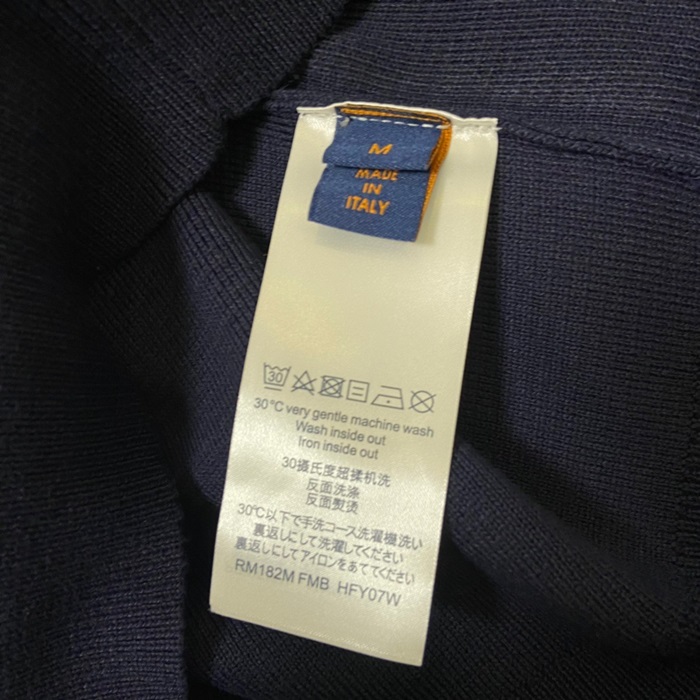 M
MADE
IN
ITALY
30
30°C very gentle machine wash
Wash inside out
Iron inside out
30摄氏度超揉机洗
反面洗涤
反面熨烫
30℃以下で手洗コース洗濯機洗い
裏返しにして洗濯してください
裏返しにしてアイロンをあててください
RM182M FMB HFY07W